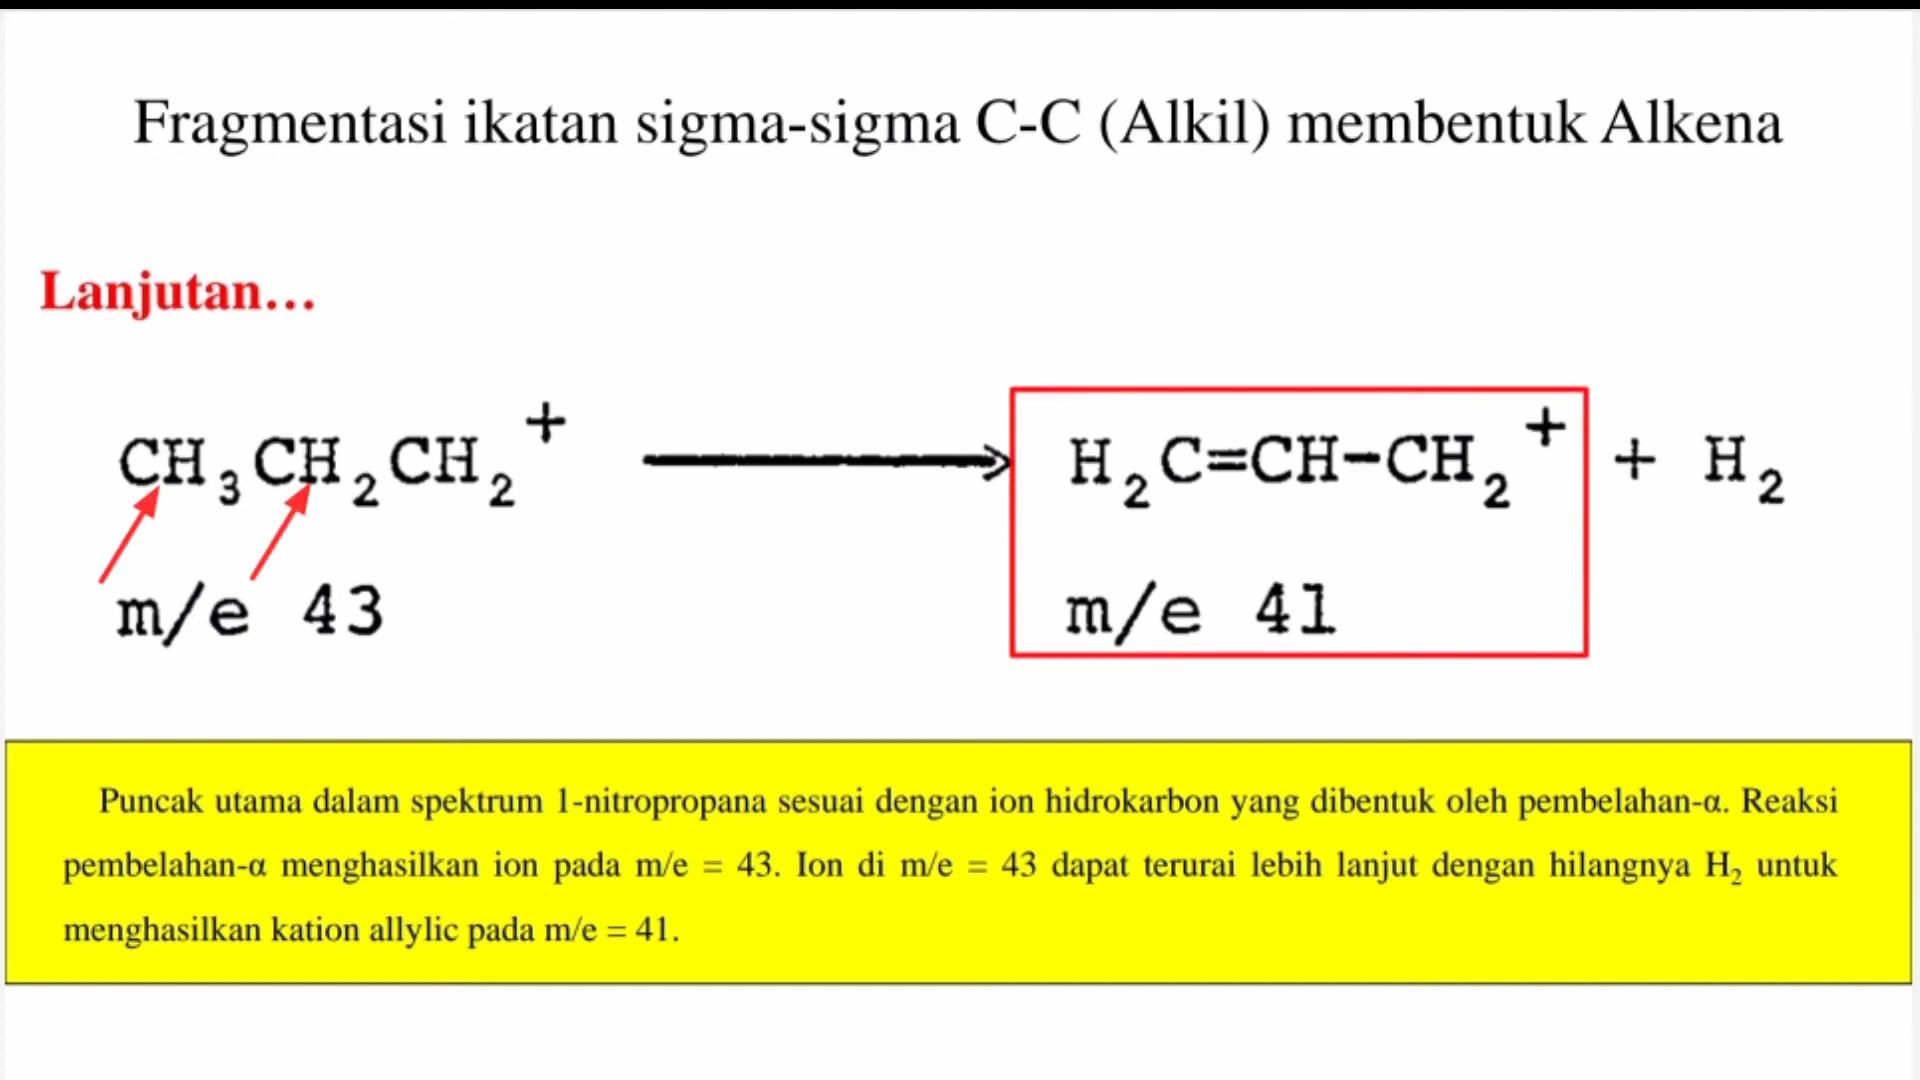 Fragmentasi ikatan sigma-sigma C-C (Alkil) membentuk Alkena
Lanjutan...
CH₃CH₂CH₂⁺ ⟶ H₂C=CH-CH₂⁺ + H₂
m/e 43 m/e 41
Puncak utama dalam spektrum 1-nitropropana sesuai dengan ion hidrokarbon yang dibentuk oleh pembelahan-α. Reaksi
pembelahan-α menghasilkan ion pada m/e = 43. Ion di m/e = 43 dapat terurai lebih lanjut dengan hilangnya H₂ untuk
menghasilkan kation allylic pada m/e = 41.